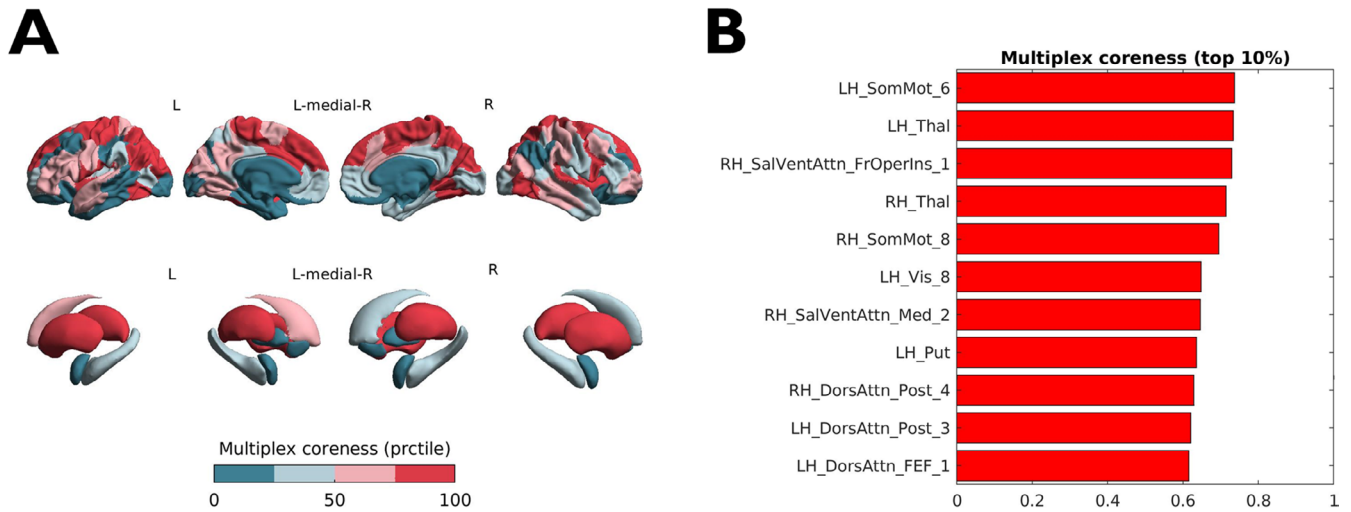 A
L
L-medial-R
R
L
L-medial-R
R
Multiplex coreness (prctile)
0
50
100
B
Multiplex coreness (top 10%)
LH_SomMot_6
LH_Thal
RH_SalVentAttn_FrOperIns_1
RH_Thal
RH_SomMot_8
LH_Vis_8
RH_SalVentAttn_Med_2
LH_Put
RH_DorsAttn_Post_4
LH_DorsAttn_Post_3
LH_DorsAttn_FEF_1
0
0.2
0.4
0.6
0.8
1